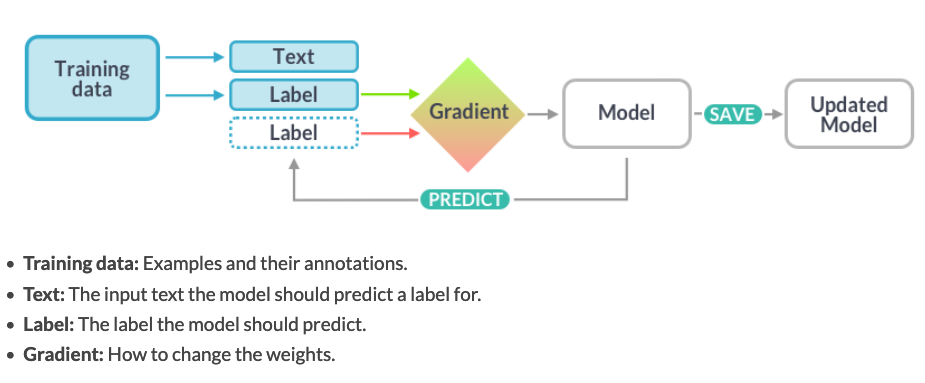 Training
data
Text
Label
Label
Gradient
Model
SAVE
Updated
Model
PREDICT
• Training data: Examples and their annotations.
• Text: The input text the model should predict a label for.
• Label: The label the model should predict.
• Gradient: How to change the weights.